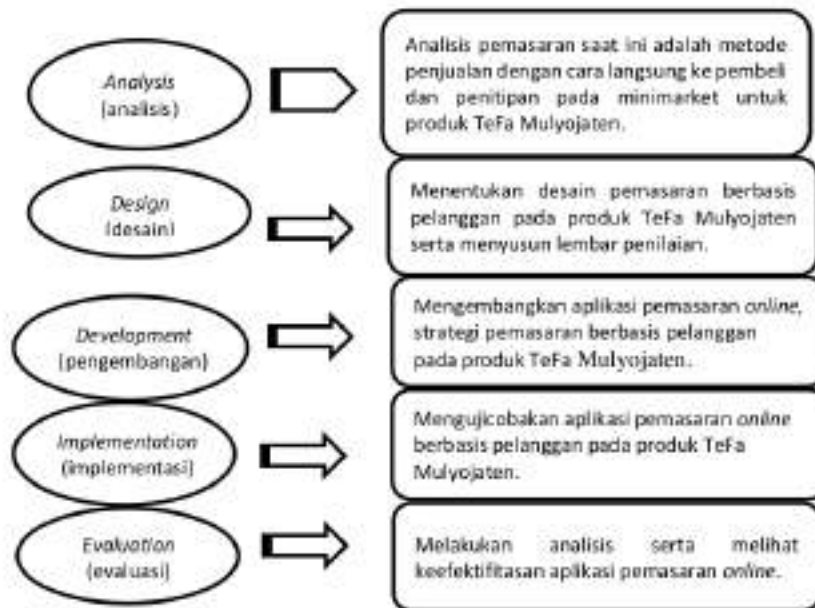 Analysis
(analisis)
Analisis pemasaran saat ini adalah metode
penjualan dengan cara langsung ke pembeli
dan penitipan pada minimarket untuk
produk TeFa Mulyojaten.
Design
(desain)
Menentukan desain pemasaran berbasis
pelanggan pada produk TeFa Mulyojaten
serta menyusun lembar penilaian.
Development
(pengembangan)
Mengembangkan aplikasi pemasaran online,
strategi pemasaran berbasis pelanggan
pada produk TeFa Mulyojaten.
Implementation
(implementasi)
Mengujicobakan aplikasi pemasaran online
berbasis pelanggan pada produk TeFa
Mulyojaten.
Evaluation
(evaluasi)
Melakukan analisis serta melihat
keefektifitasan aplikasi pemasaran online.